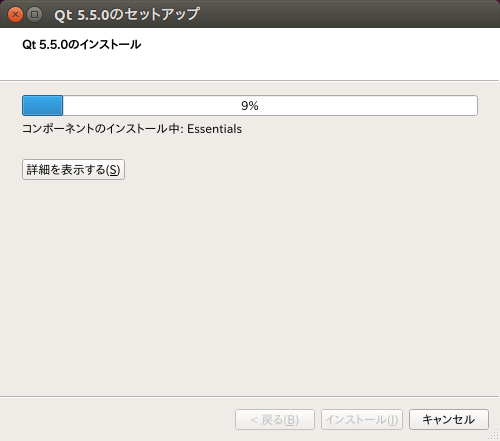 Qt 5.5.0のセットアップ
Qt 5.5.0のインストール
9%
コンポーネントのインストール中: Essentials
詳細を表示する(S)
< 戻る(B)
インストール(I)
キャンセル